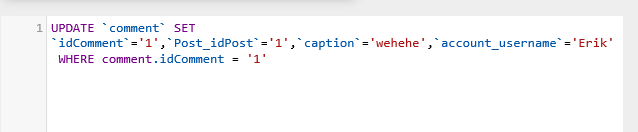 1 UPDATE `comment` SET
`idComment`='1',`Post_idPost`='1',`caption`='wehehe',`account_username`='Erik'
WHERE comment.idComment = '1'